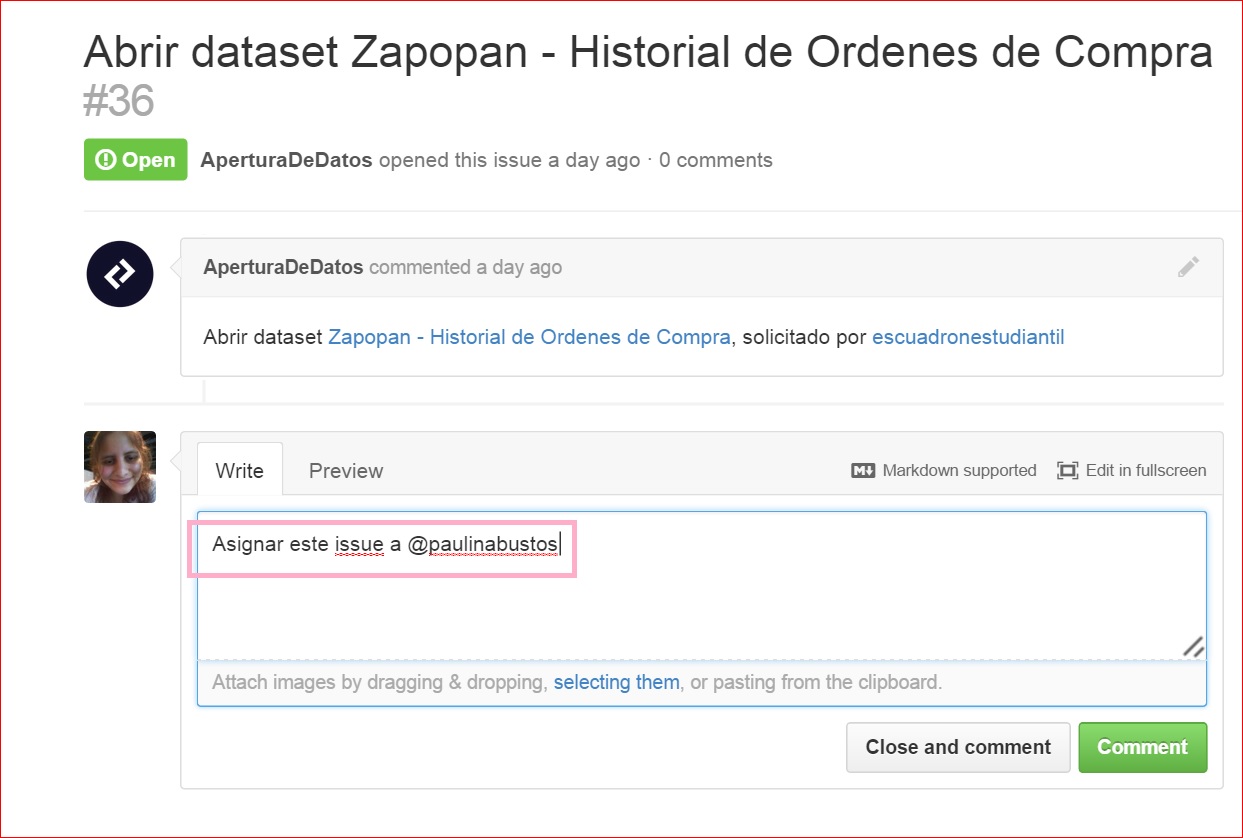 Abrir dataset Zapopan - Historial de Ordenes de Compra
#36
Open AperturaDeDatos opened this issue a day ago · 0 comments
AperturaDeDatos commented a day ago
Abrir dataset Zapopan - Historial de Ordenes de Compra, solicitado por escuadronestudiantil
Write Preview Markdown supported Edit in fullscreen
Asignar este issue a @paulinabustos
Attach images by dragging & dropping, selecting them, or pasting from the clipboard.
Close and comment Comment